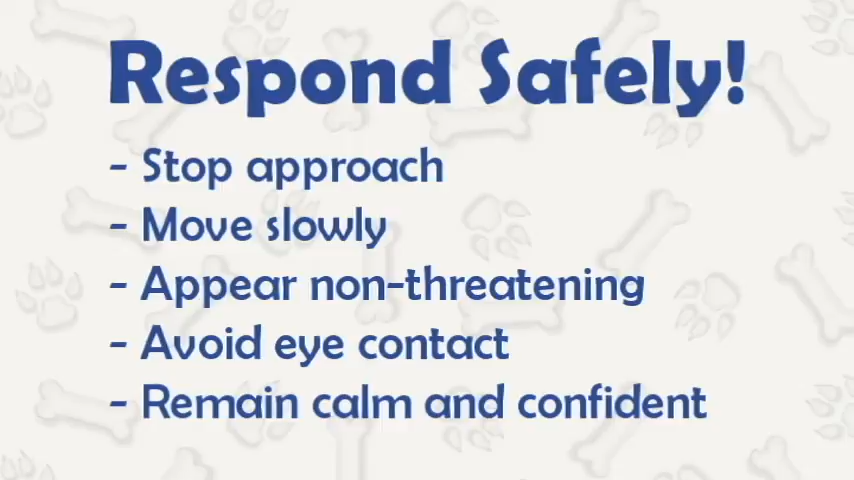 Respond Safely!
- Stop approach
- Move slowly
- Appear non-threatening
- Avoid eye contact
- Remain calm and confident